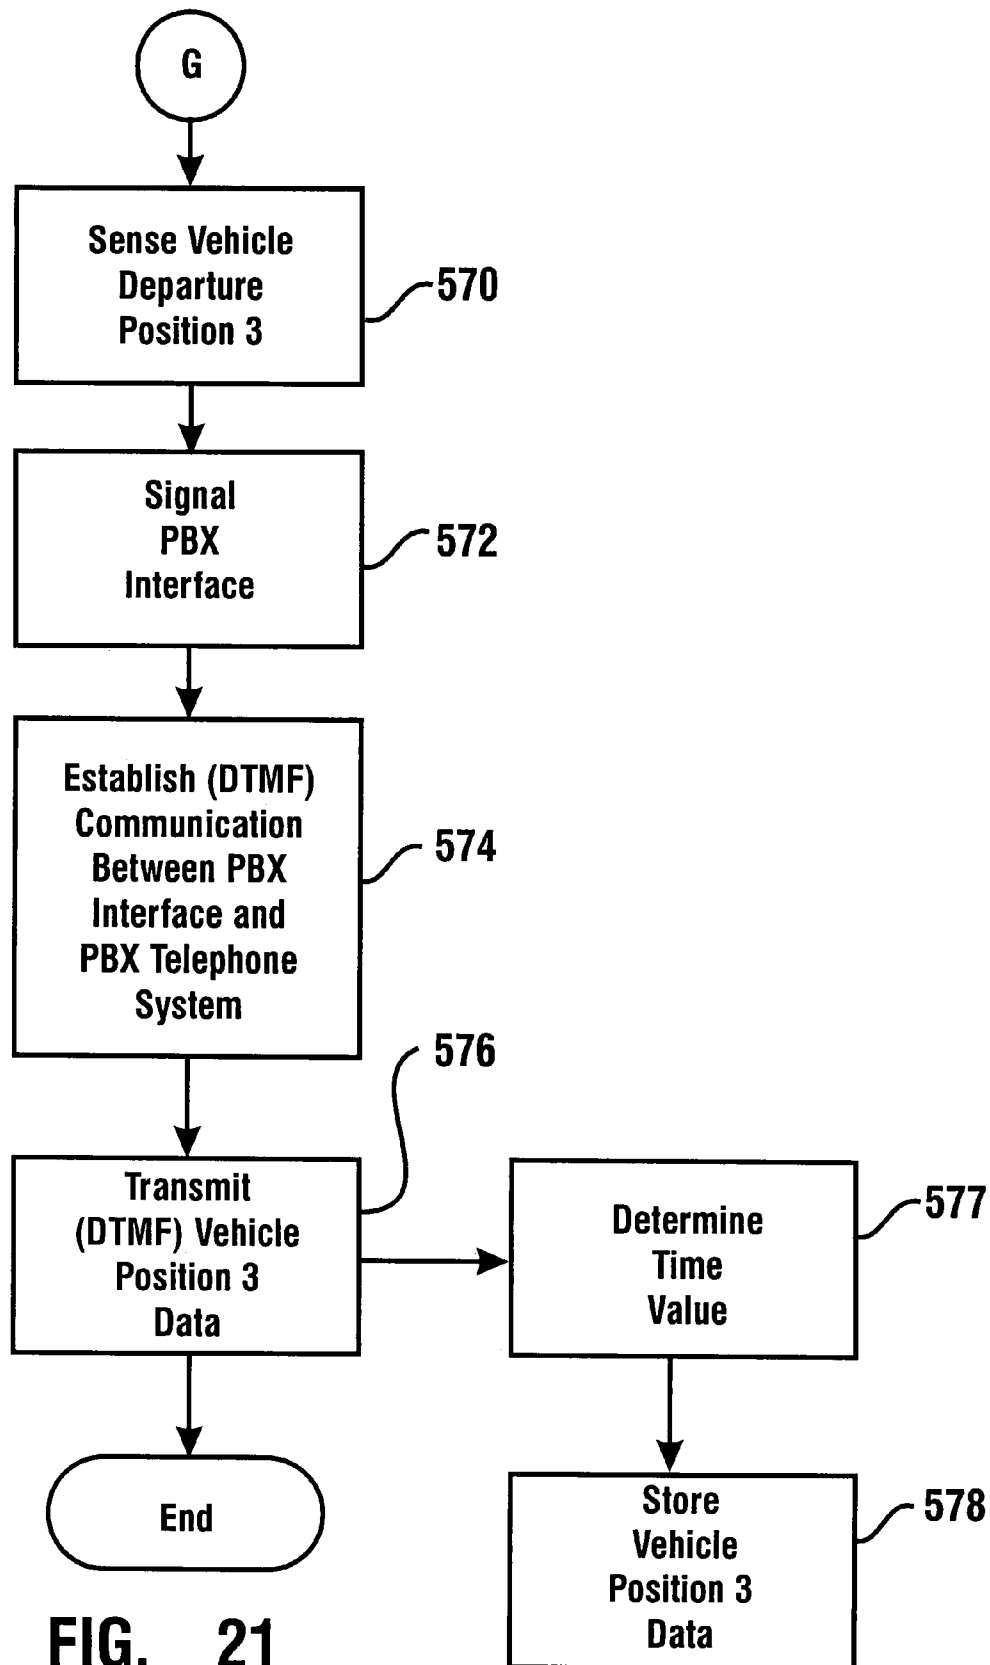 G
Sense Vehicle
Departure
Position 3
570
Signal
PBX
Interface
572
Establish (DTMF)
Communication
Between PBX
Interface and
PBX Telephone
System
574
576
Transmit
(DTMF) Vehicle
Position 3
Data
Determine
Time
Value
577
End
Store
Vehicle
Position 3
Data
578
FIG. 21